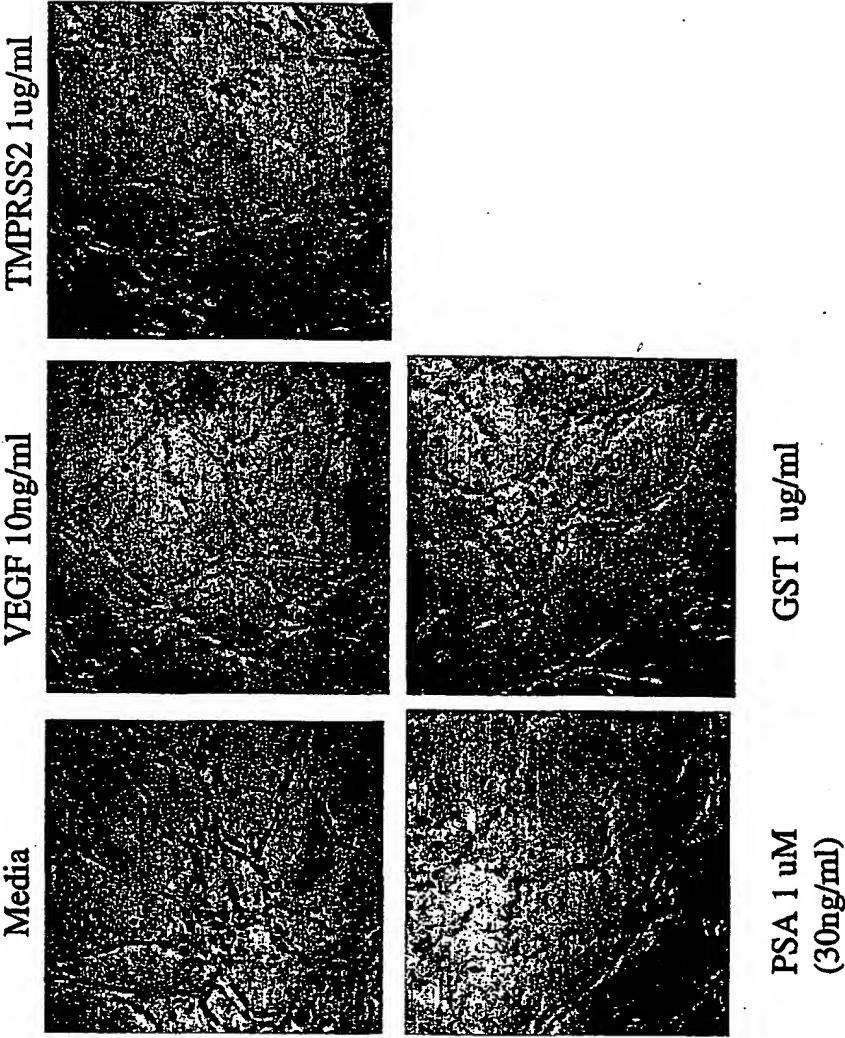 Media
VEGF 10ng/ml
TMPRSS2 1ug/ml
PSA 1 uM
(30ng/ml)
GST 1 ug/ml